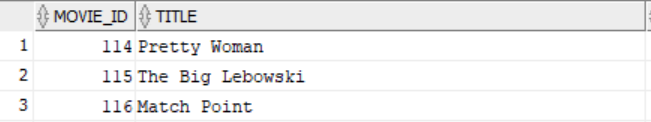 MOVIE_ID TITLE
1 114 Pretty Woman
2 115 The Big Lebowski
3 116 Match Point